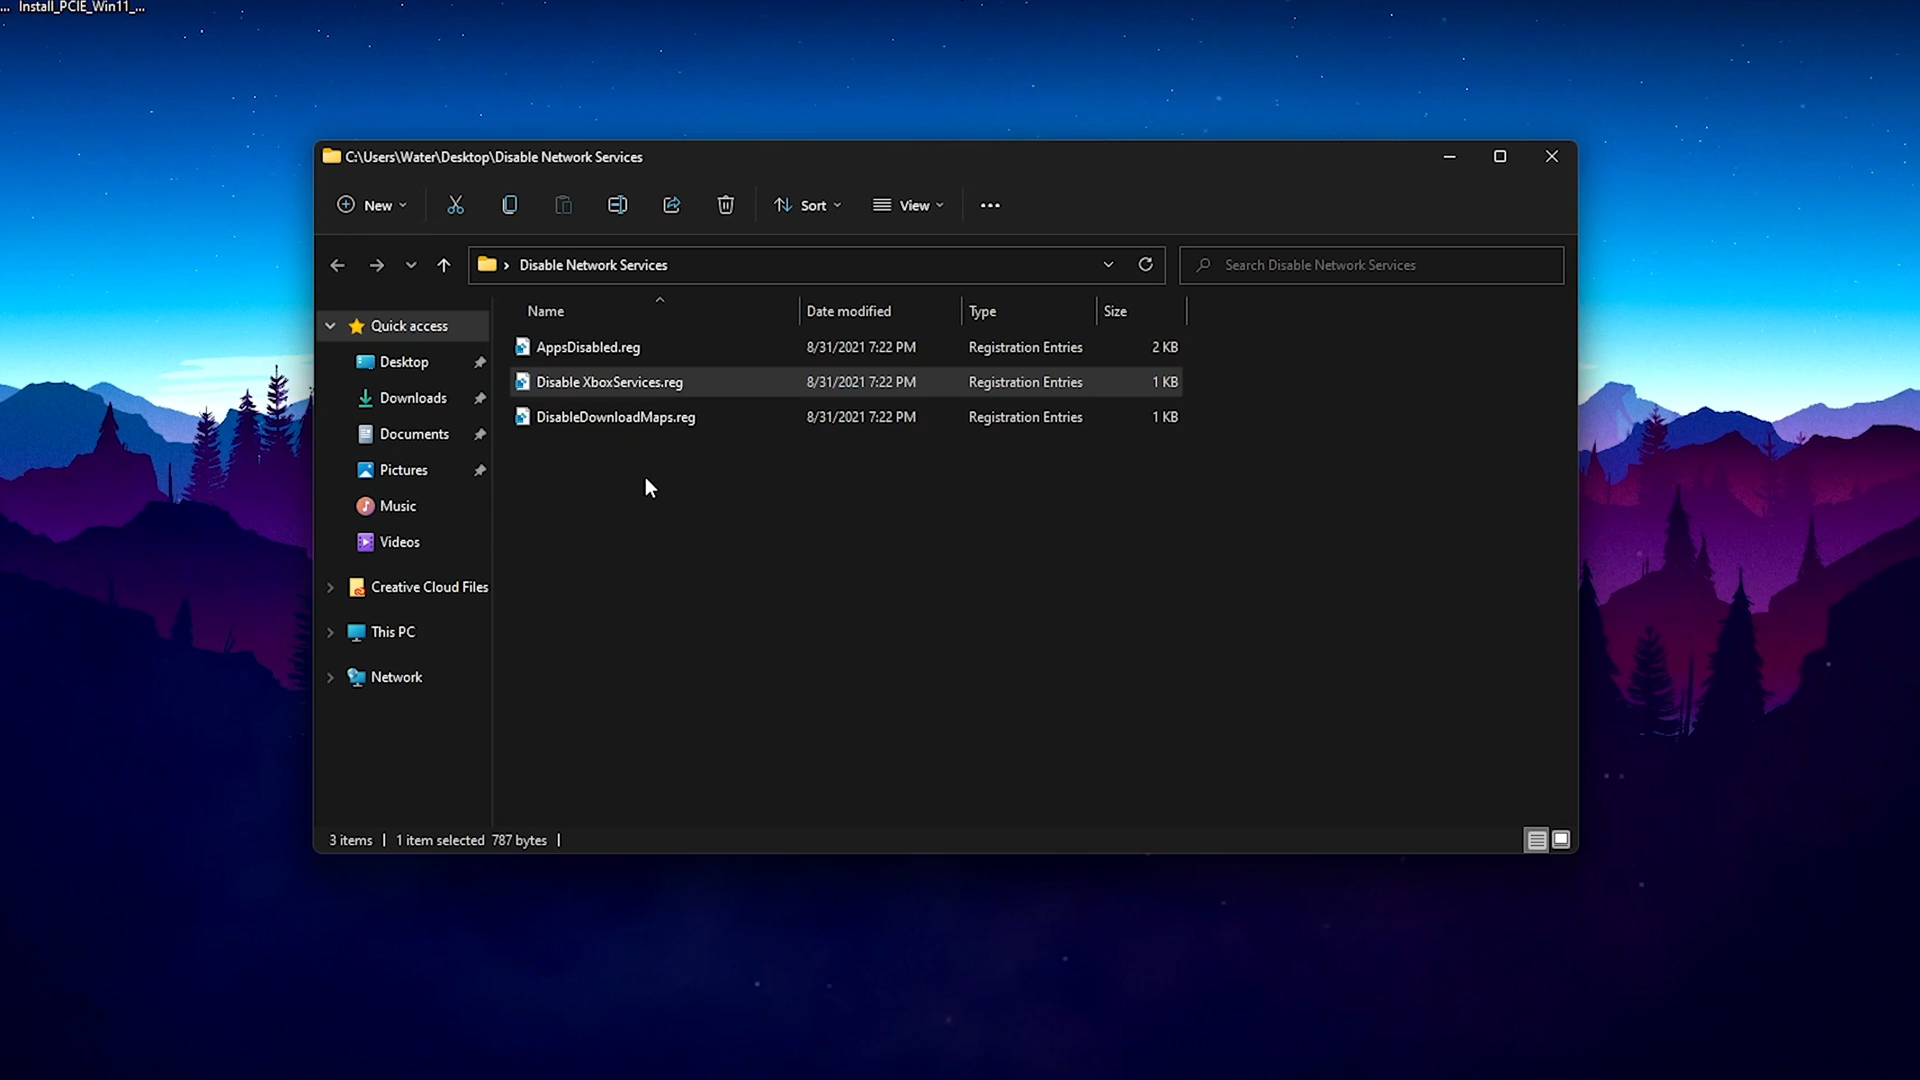 ... Install_PCIE_Win11_...
C:\Users\Water\Desktop\Disable Network Services
New
Sort
View
Disable Network Services
Search Disable Network Services
Name Date modified Type Size
Quick access
Desktop
Downloads
Documents
Pictures
Music
Videos
Creative Cloud Files
This PC
Network
AppsDisabled.reg 8/31/2021 7:22 PM Registration Entries 2 KB
Disable XboxServices.reg 8/31/2021 7:22 PM Registration Entries 1 KB
DisableDownloadMaps.reg 8/31/2021 7:22 PM Registration Entries 1 KB
3 items | 1 item selected 787 bytes |